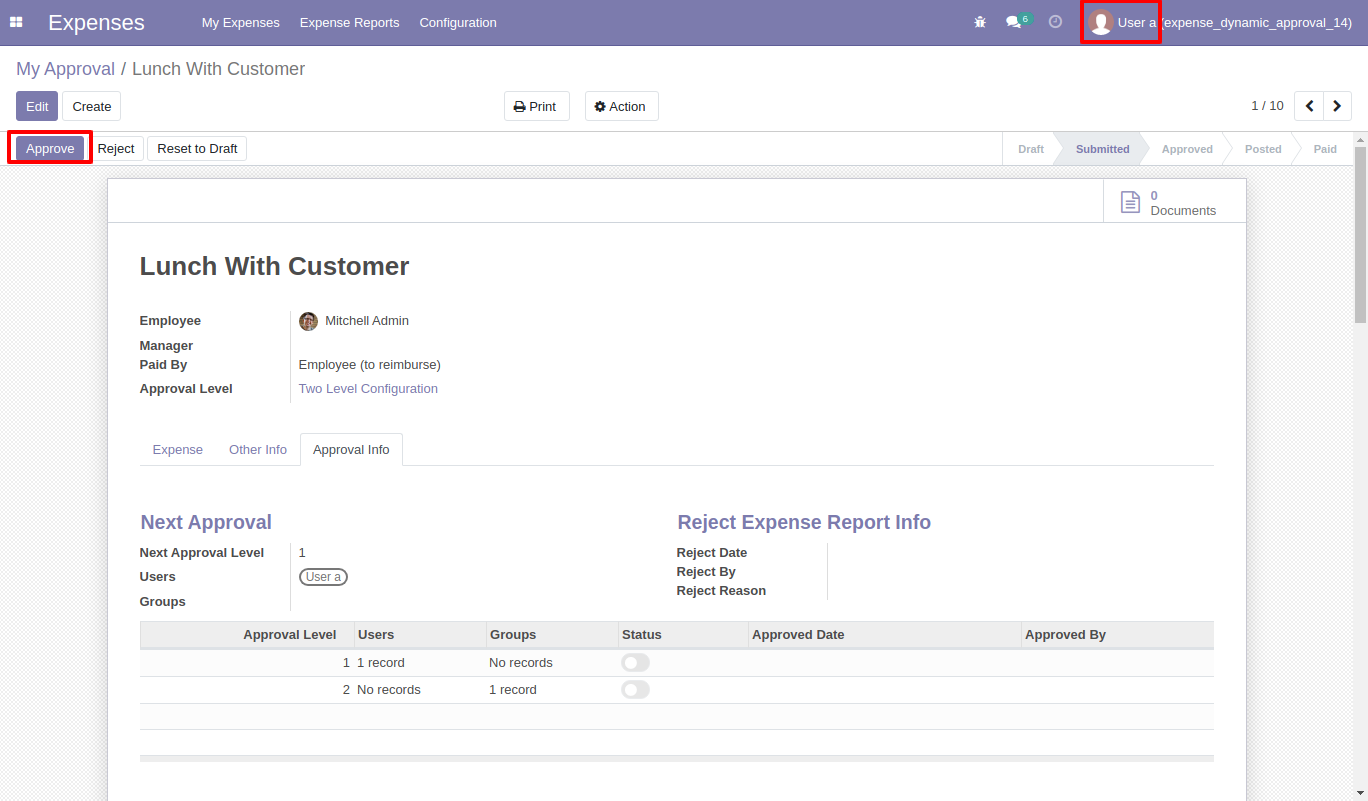 Expenses My Expenses Expense Reports Configuration 6 User a (expense_dynamic_approval_14)
My Approval / Lunch With Customer
Edit Create Print Action 1 / 10
Approve Reject Reset to Draft Draft Submitted Approved Posted Paid
0
Documents
Lunch With Customer
Employee Mitchell Admin
Manager
Paid By Employee (to reimburse)
Approval Level Two Level Configuration
Expense Other Info Approval Info
Next Approval Reject Expense Report Info
Next Approval Level 1 Reject Date
Users User a Reject By
Groups Reject Reason
Approval Level Users Groups Status Approved Date Approved By
1 1 record No records
2 No records 1 record